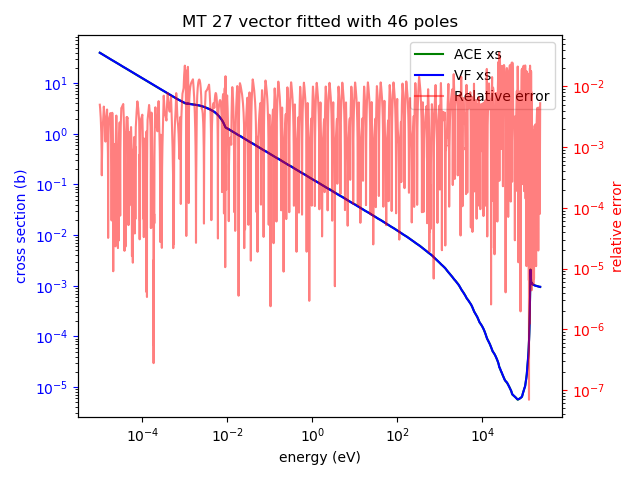 MT 27 vector fitted with 46 poles
ACE xs
VF xs
Relative error
cross section (b)
10^1
10^0
10^-1
10^-2
10^-3
10^-4
10^-5
relative error
10^-2
10^-3
10^-4
10^-5
10^-6
10^-7
10^-4 10^-2 10^0 10^2 10^4
energy (eV)